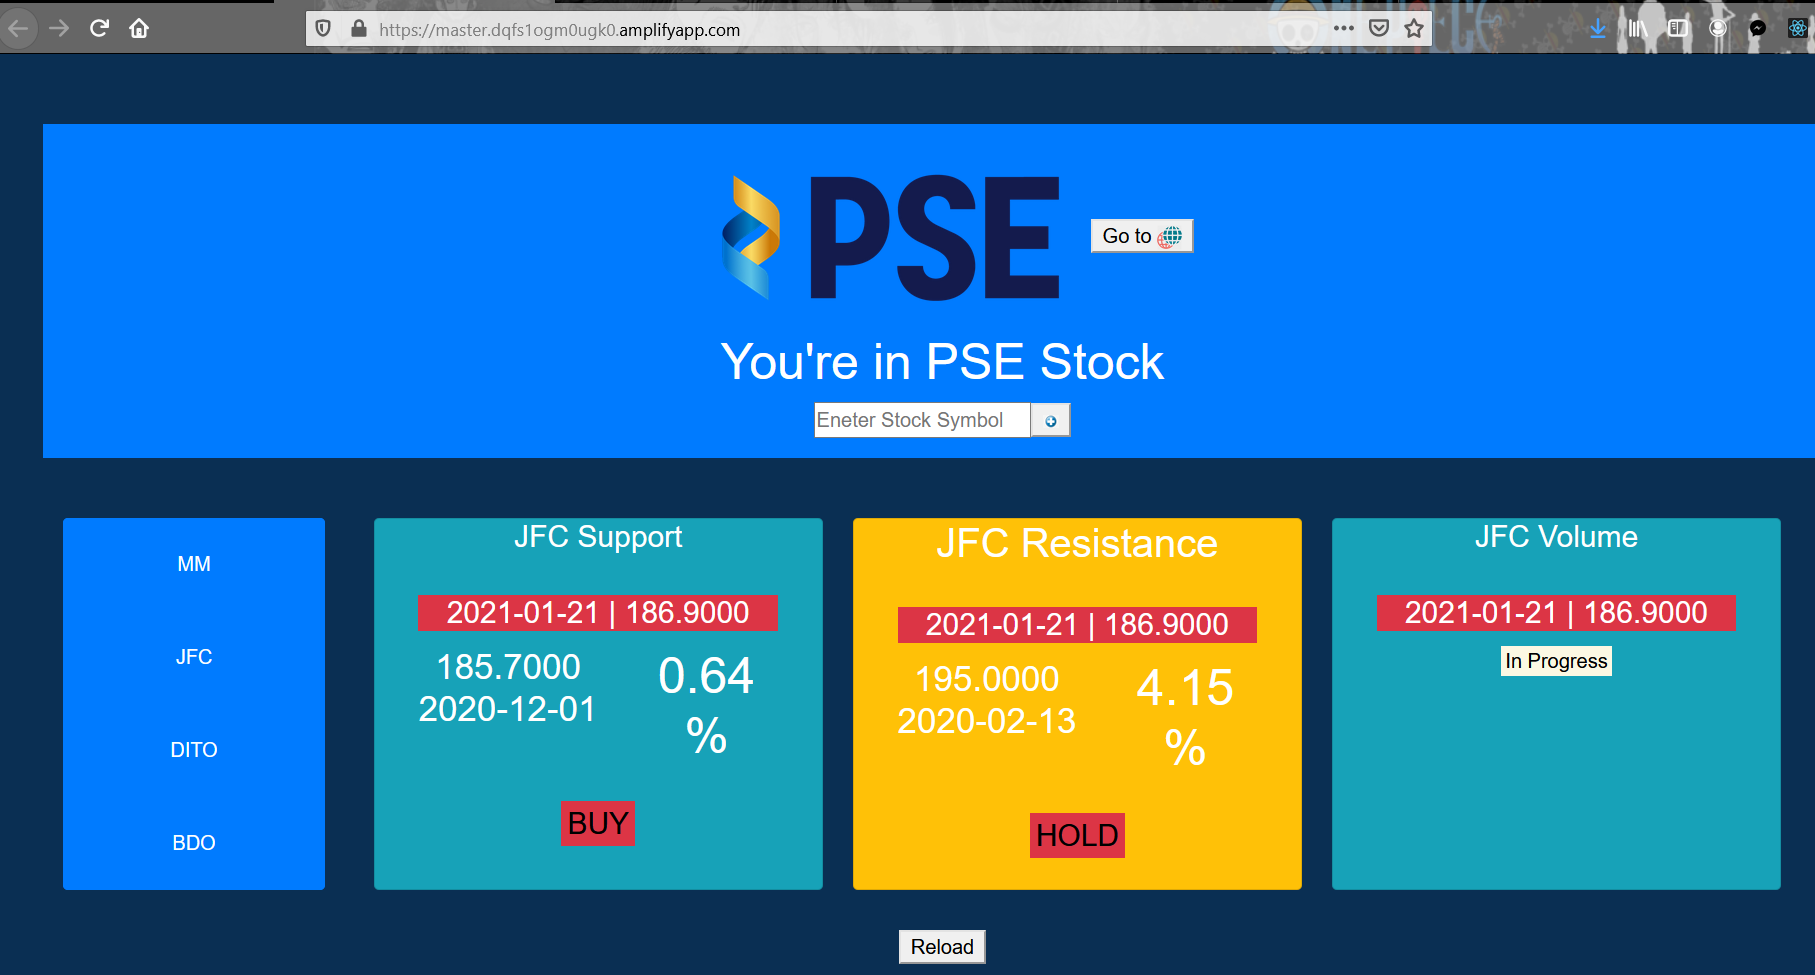 https://master.dqfs1ogm0ugk0.amplifyapp.com
PSE
Go to
You're in PSE Stock
Eneter Stock Symbol
MM
JFC
DITO
BDO
JFC Support
2021-01-21 | 186.9000
185.7000
2020-12-01
0.64
%
BUY
JFC Resistance
2021-01-21 | 186.9000
195.0000
2020-02-13
4.15
%
HOLD
JFC Volume
2021-01-21 | 186.9000
In Progress
Reload